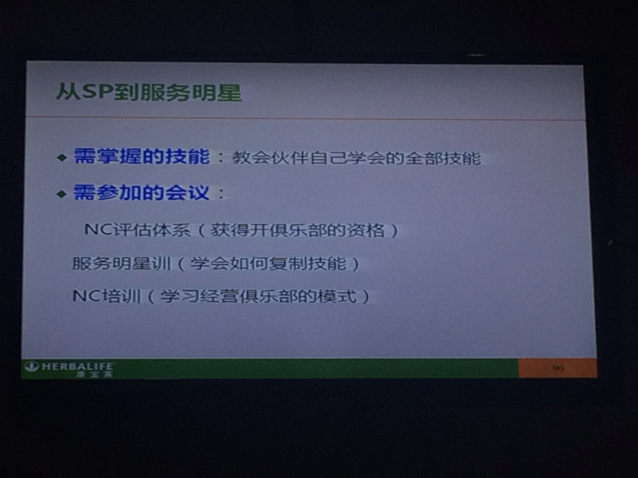 从SP到服务明星
◆ 需掌握的技能：教会伙伴自己学会的全部技能
◆ 需参加的会议：
NC评估体系（获得开俱乐部的资格）
服务明星训（学会如何复制技能）
NC培训（学习经营俱乐部的模式）
HERBALIFE
康宝莱
90